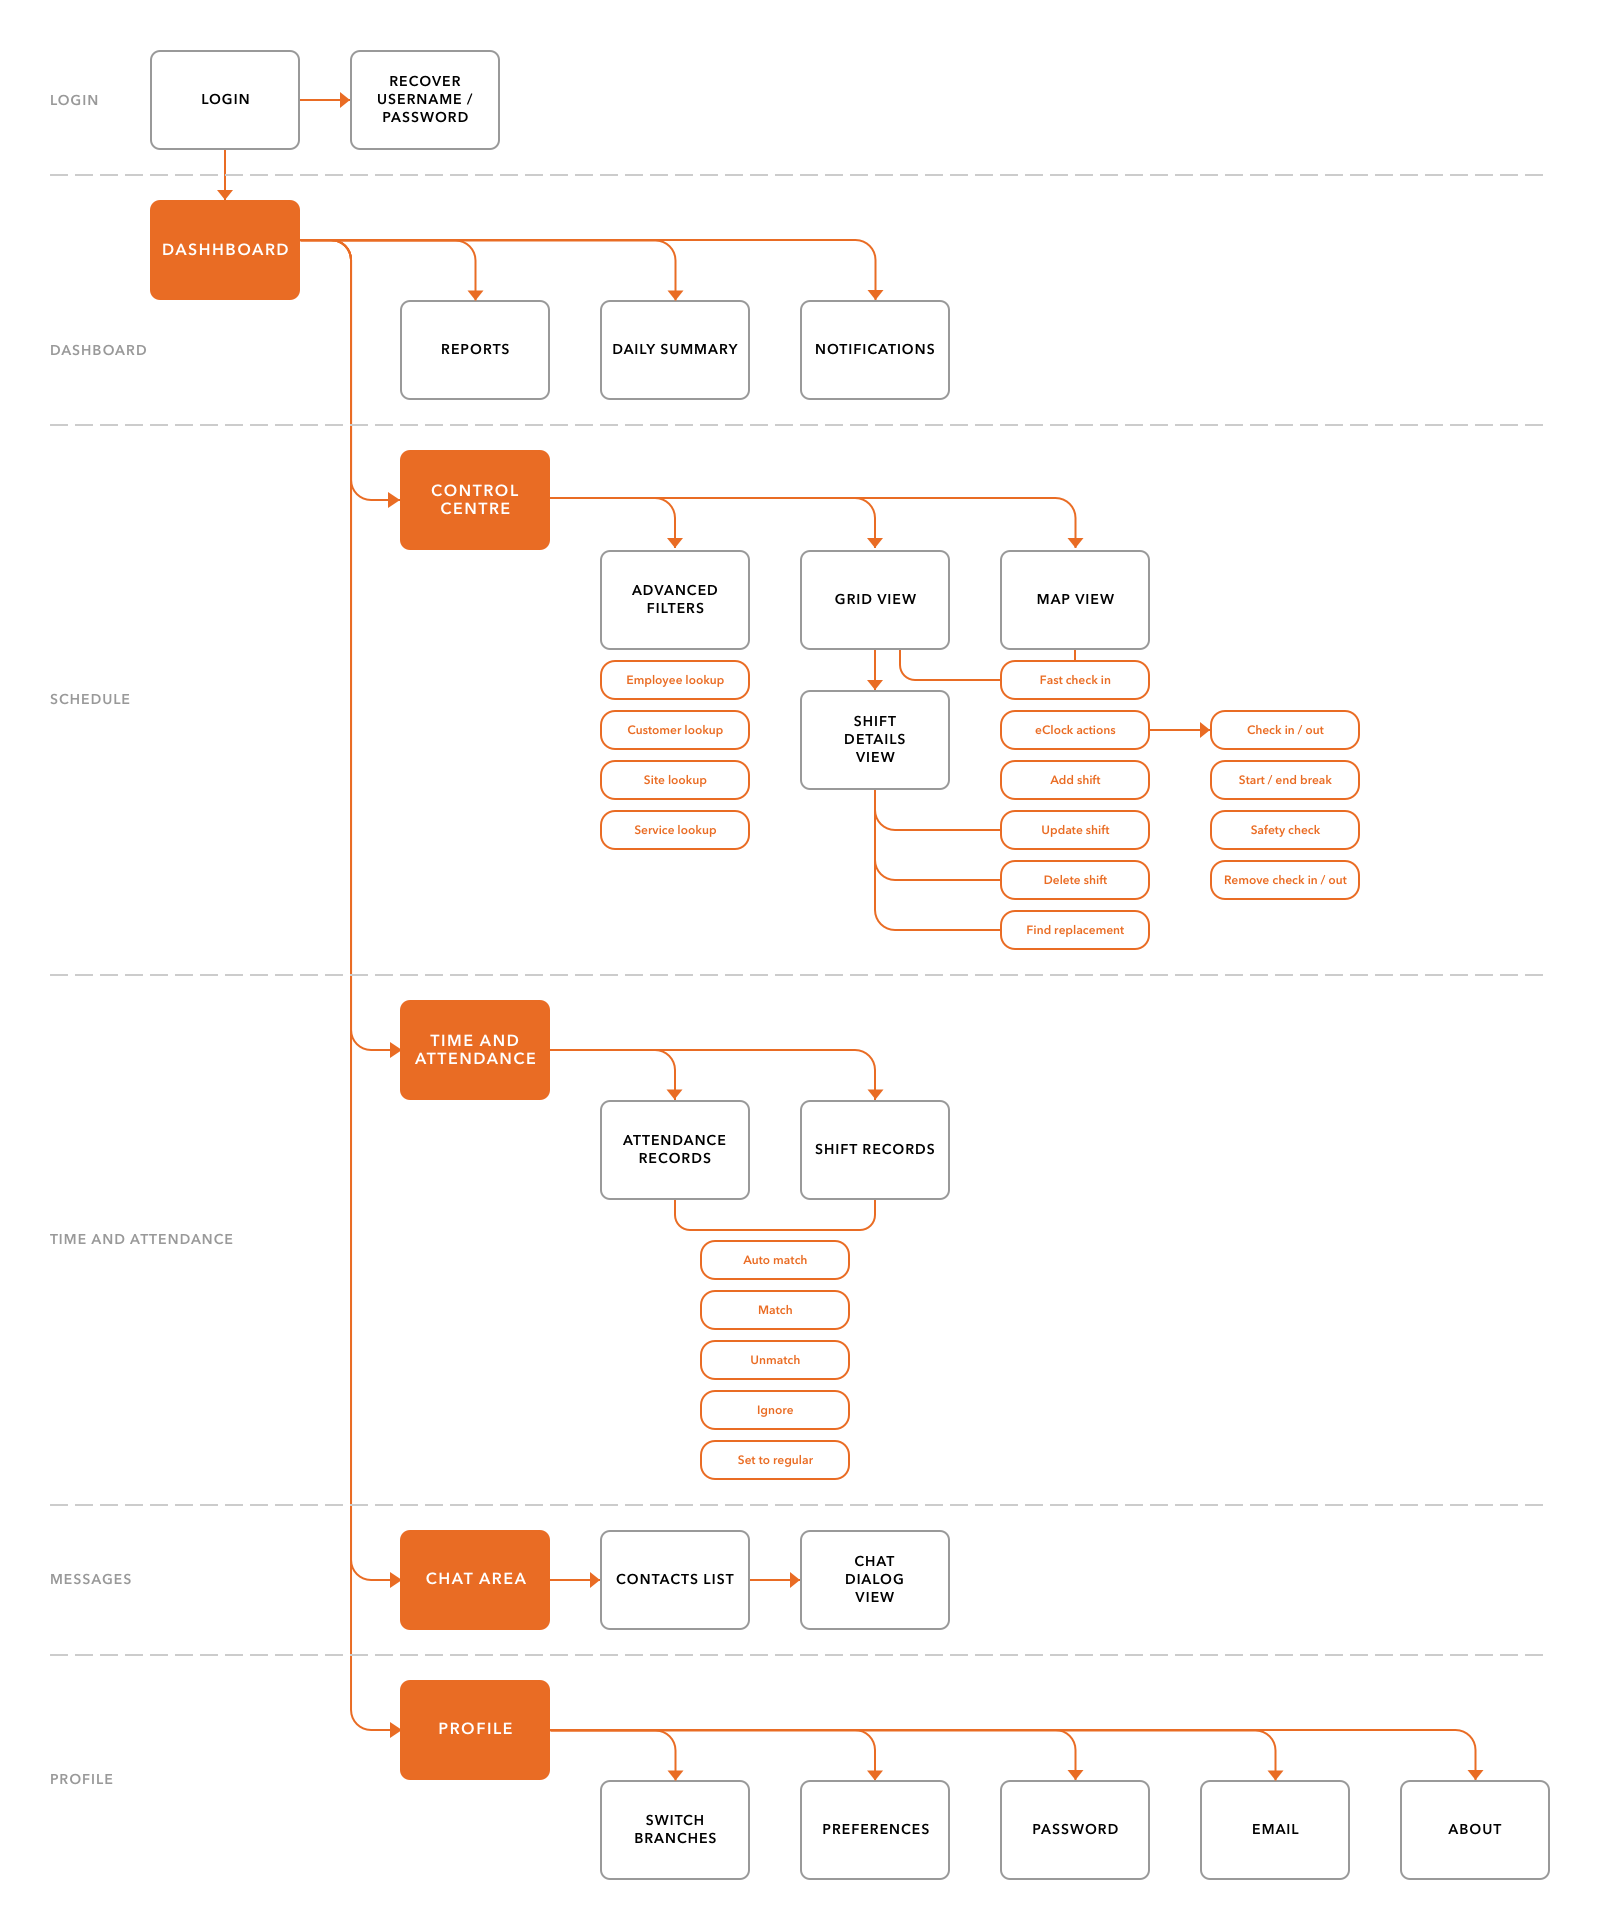 LOGIN
LOGIN
RECOVER
USERNAME /
PASSWORD
DASHHBOARD
DASHBOARD
REPORTS
DAILY SUMMARY
NOTIFICATIONS
CONTROL
CENTRE
SCHEDULE
ADVANCED
FILTERS
GRID VIEW
MAP VIEW
Employee lookup
Customer lookup
Site lookup
Service lookup
SHIFT
DETAILS
VIEW
Fast check in
eClock actions
Add shift
Update shift
Delete shift
Find replacement
Check in / out
Start / end break
Safety check
Remove check in / out
TIME AND
ATTENDANCE
TIME AND ATTENDANCE
ATTENDANCE
RECORDS
SHIFT RECORDS
Auto match
Match
Unmatch
Ignore
Set to regular
MESSAGES
CHAT AREA
CONTACTS LIST
CHAT
DIALOG
VIEW
PROFILE
PROFILE
SWITCH
BRANCHES
PREFERENCES
PASSWORD
EMAIL
ABOUT